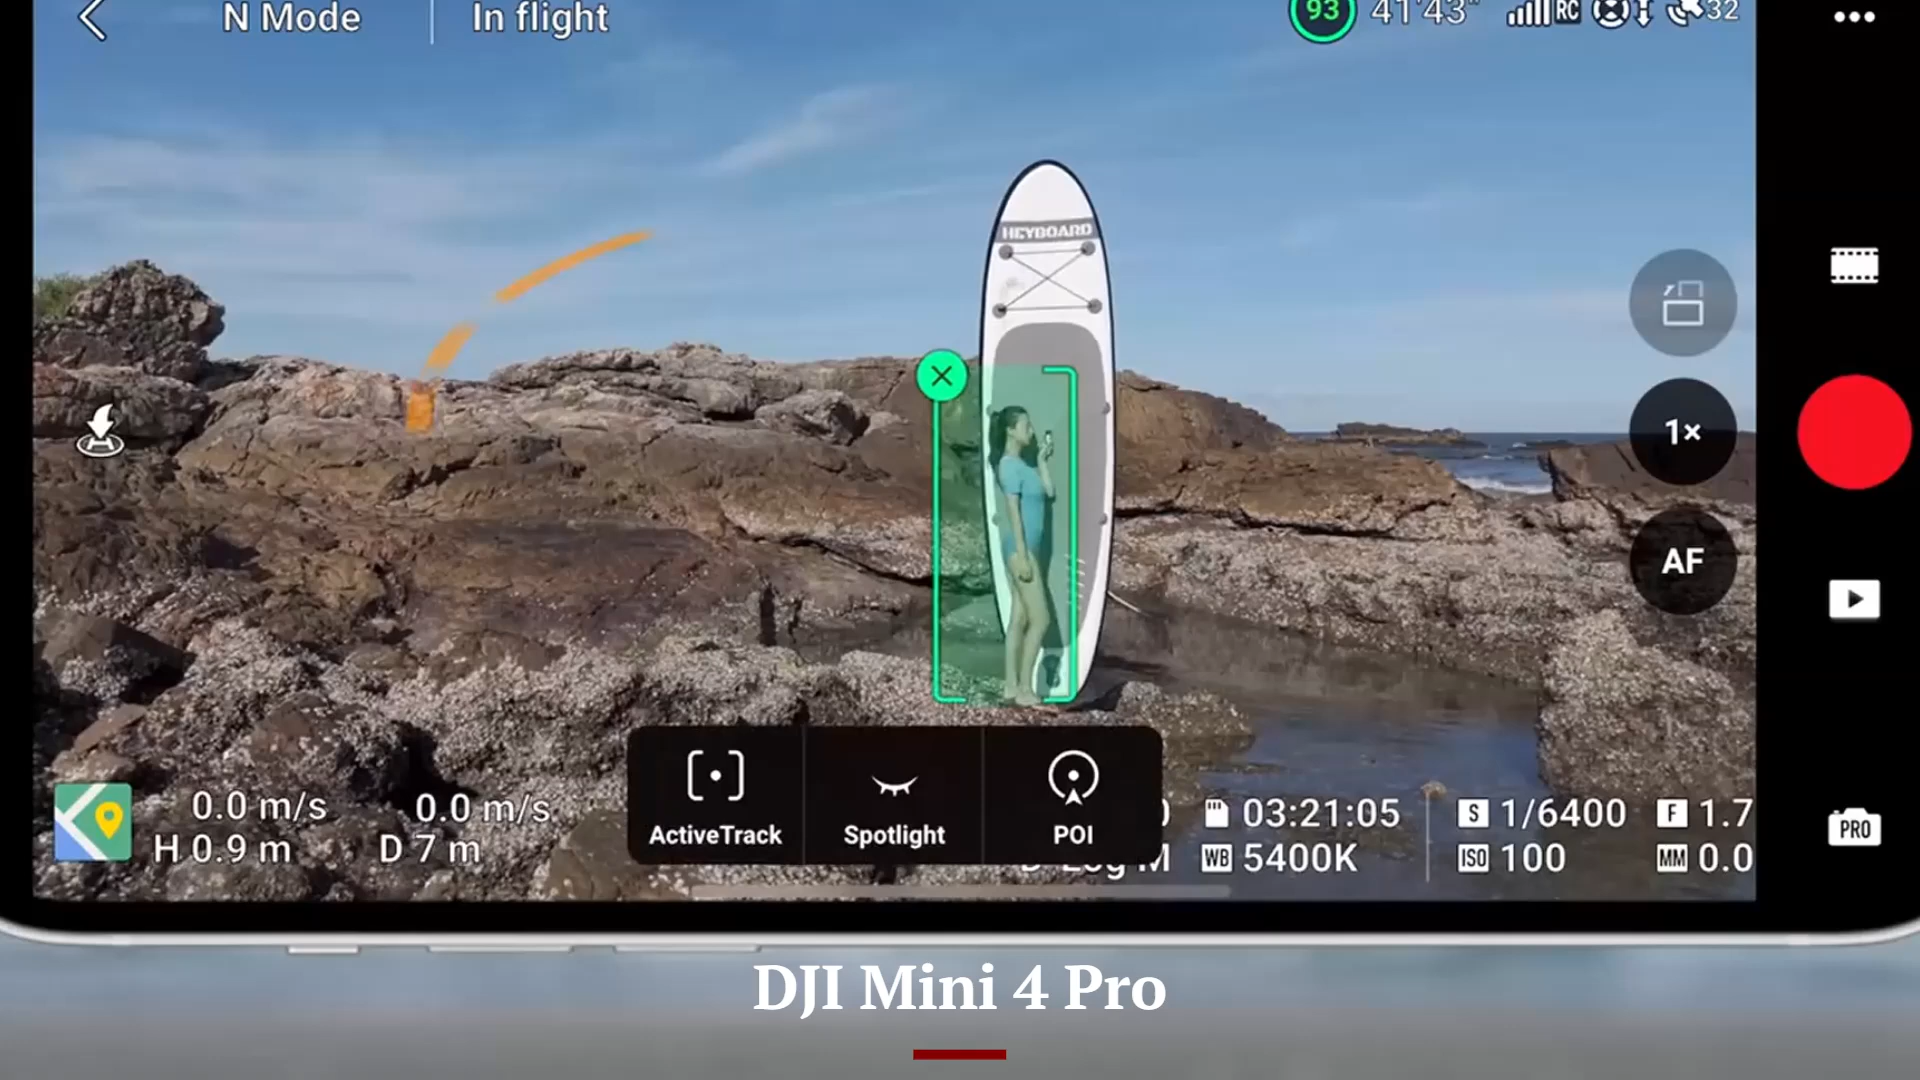 N Mode
In flight
93
41'43"
RC
32
HEYBOARD
1×
AF
ActiveTrack
Spotlight
POI
0.0 m/s
0.0 m/s
H 0.9 m
D 7 m
03:21:05
S 1/6400
F 1.7
WB 5400K
ISO 100
MM 0.0
PRO
DJI Mini 4 Pro